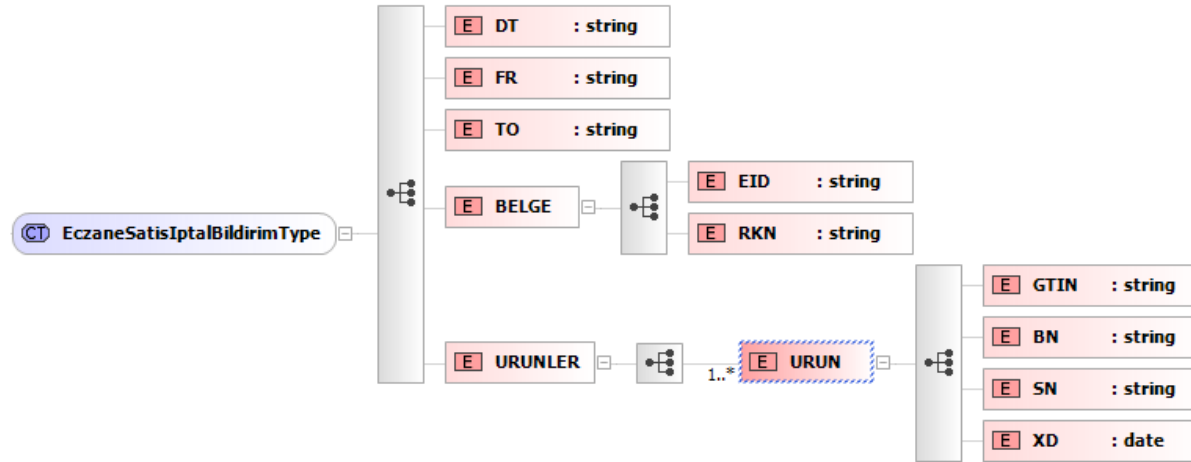 E DT : string
E FR : string
E TO : string
E BELGE
E EID : string
E RKN : string
CT EczaneSatisIptalBildirimType
E URUNLER
1..*
E URUN
E GTIN : string
E BN : string
E SN : string
E XD : date